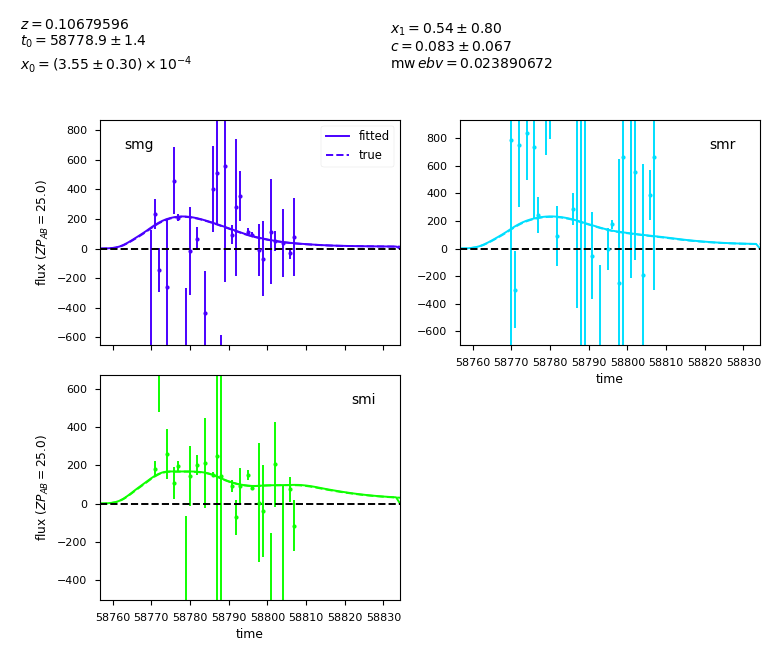 z = 0.10679596
t₀ = 58778.9 ± 1.4
x₀ = (3.55 ± 0.30) × 10⁻⁴
x₁ = 0.54 ± 0.80
c = 0.083 ± 0.067
mw ebv = 0.023890672
smg
fitted
true
800
600
400
200
0
−200
−400
−600
flux (ZP_AB = 25.0)
smr
800
600
400
200
0
−200
−400
−600
58760 58770 58780 58790 58800 58810 58820 58830
time
smi
600
400
200
0
−200
−400
flux (ZP_AB = 25.0)
58760 58770 58780 58790 58800 58810 58820 58830
time